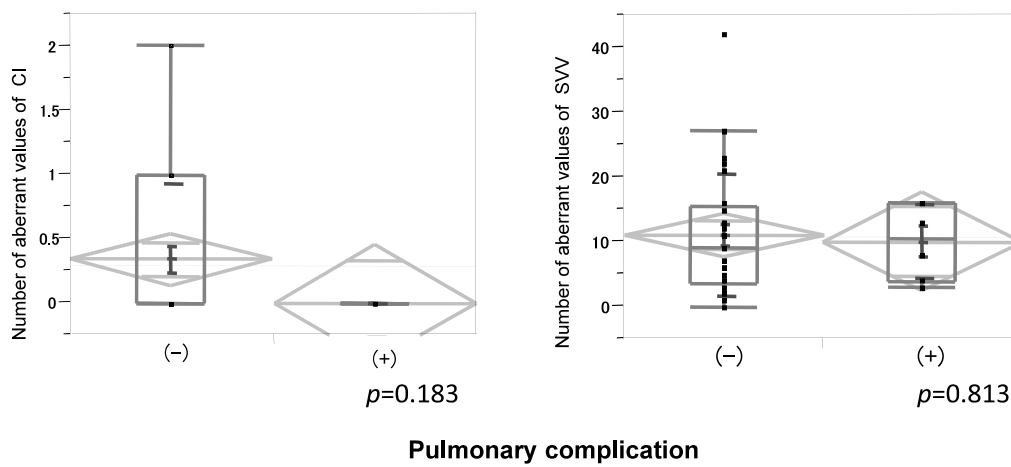 Number of aberrant values of CI
2
1.5
1
0.5
0
(−)
(+)
p=0.183
Number of aberrant values of SVV
40
30
20
10
0
(−)
(+)
p=0.813
Pulmonary complication